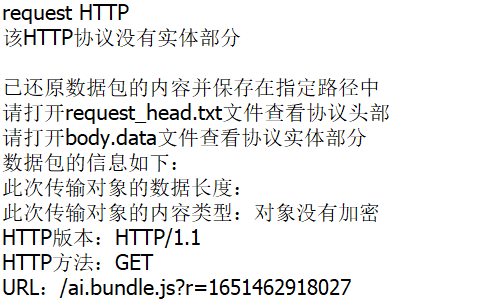 request HTTP
该HTTP协议没有实体部分
已还原数据包的内容并保存在指定路径中
请打开request_head.txt文件查看协议头部
请打开body.data文件查看协议实体部分
数据包的信息如下：
此次传输对象的数据长度：
此次传输对象的内容类型：对象没有加密
HTTP版本：HTTP/1.1
HTTP方法：GET
URL：/ai.bundle.js?r=1651462918027